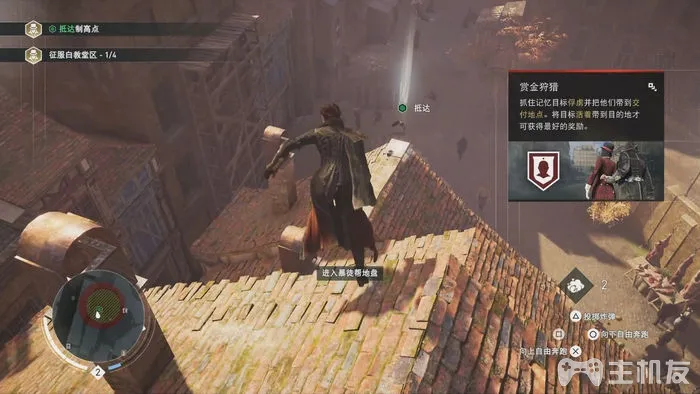 抵达制高点
征服白教堂区 - 1/4
赏金狩猎
抓住记忆目标俘虏并把他们带到交
付地点。将目标活着带到目的地才
可获得最好的奖励。
抵达
进入暴徒帮地盘
2
投掷炸弹
向下自由奔跑
向上自由奔跑
2
主机友